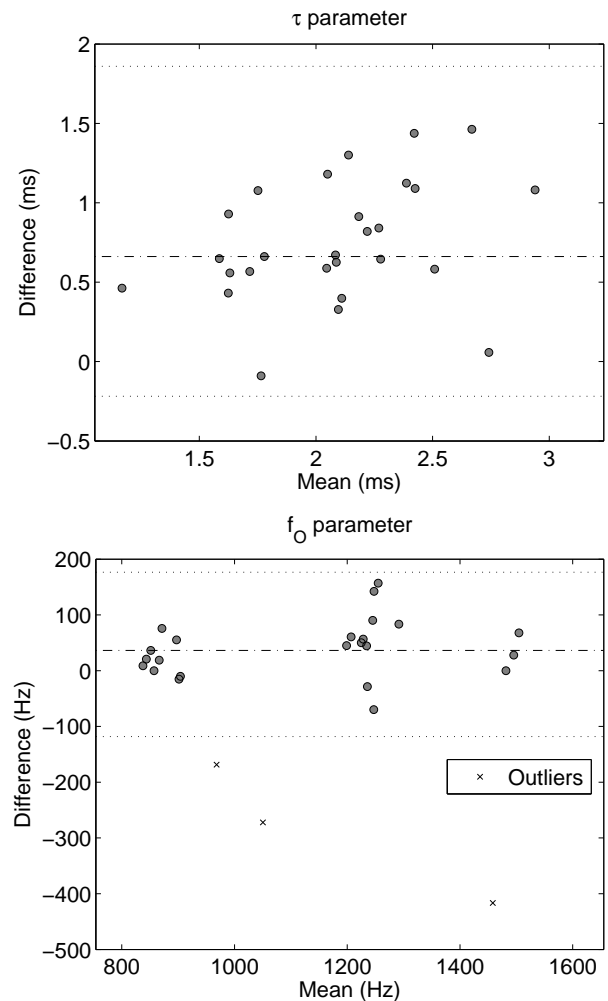 τ parameter
2
1.5
1
0.5
0
−0.5
Difference (ms)
1.5 2 2.5 3
Mean (ms)
f_O parameter
200
100
0
−100
−200
−300
−400
−500
Difference (Hz)
Outliers
800 1000 1200 1400 1600
Mean (Hz)